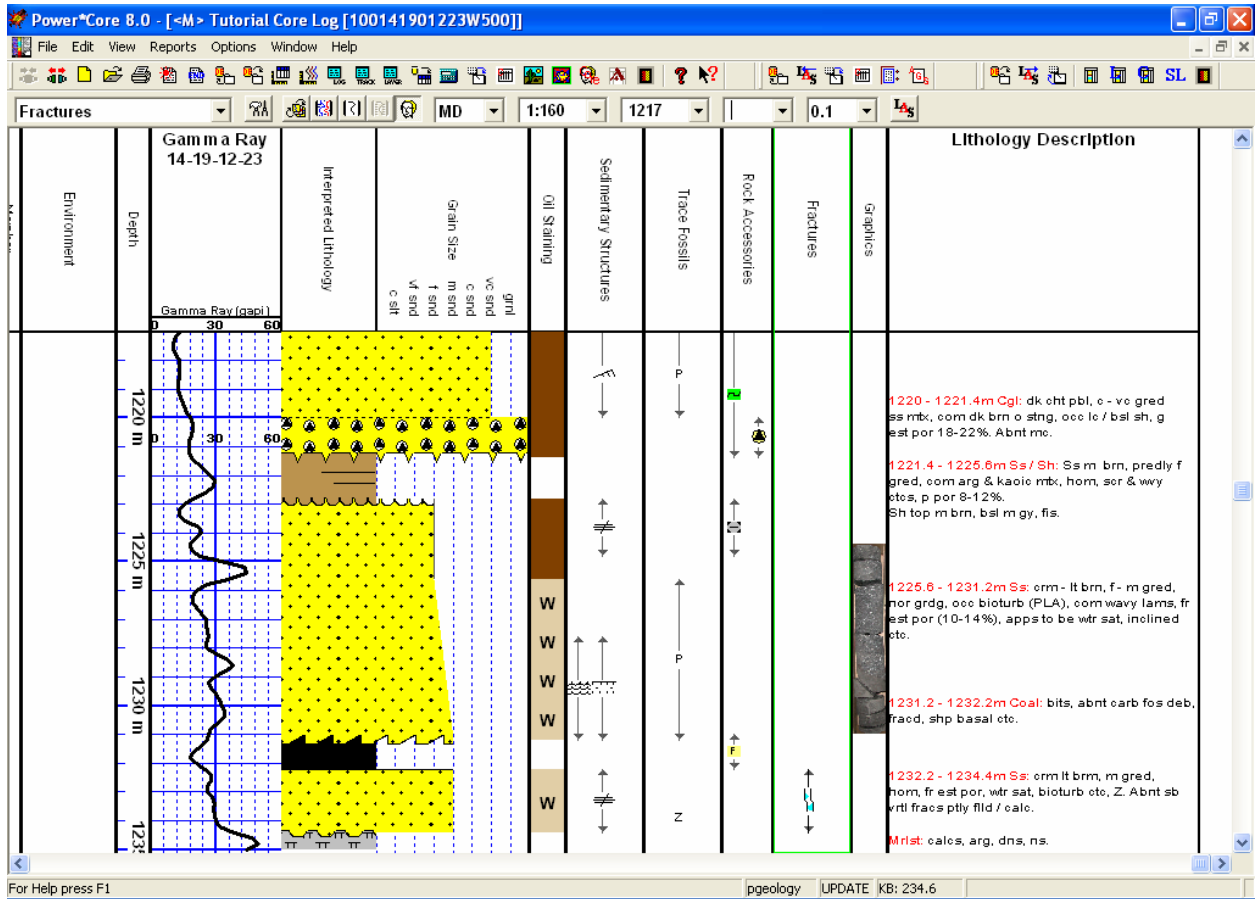 Power*Core 8.0 - [<M> Tutorial Core Log [100141901223W500]]
File Edit View Reports Options Window Help
SL
Fractures MD 1:160 1217 0.1 LAS
Environment
Depth
Gamma Ray
14-19-12-23
Gamma Ray (gapi)
0 30 60
Interpreted Lithology
Grain Size
c slt
vf snd
f snd
m snd
c snd
vc snd
grnl
Oil Staining
Sedimentary Structures
Trace Fossils
Rock Accessories
Fractures
Graphics
Lithology Description
1220 m
0 30 60
1225 m
1230 m
1235
W
W
W
W
W
P
P
Z
F
1220 - 1221.4m Cgl: dk cht pbl, c - vc gred
ss mtx, com dk brn o stng, occ lc / bsl sh, g
est por 18-22%. Abnt mc.
1221.4 - 1225.6m Ss / Sh: Ss m brn, predly f
gred, com arg & kaoic mtx, hom, scr & wvy
ctcs, p por 8-12%.
Sh top m brn, bsl m gy, fis.
1225.6 - 1231.2m Ss: crm - lt brn, f - m gred,
nor grdg, occ bioturb (PLA), com wavy lams, fr
est por (10-14%), apps to be wtr sat, inclined
ctc.
1231.2 - 1232.2m Coal: bits, abnt carb fos deb,
fracd, shp basal ctc.
1232.2 - 1234.4m Ss: crm lt brn, m gred,
hom, fr est por, wtr sat, bioturb ctc, Z. Abnt sb
vrtl fracs ptly flld / calc.
Mrlst: calcs, arg, dns, ns.
For Help press F1
pgeology UPDATE KB: 234.6